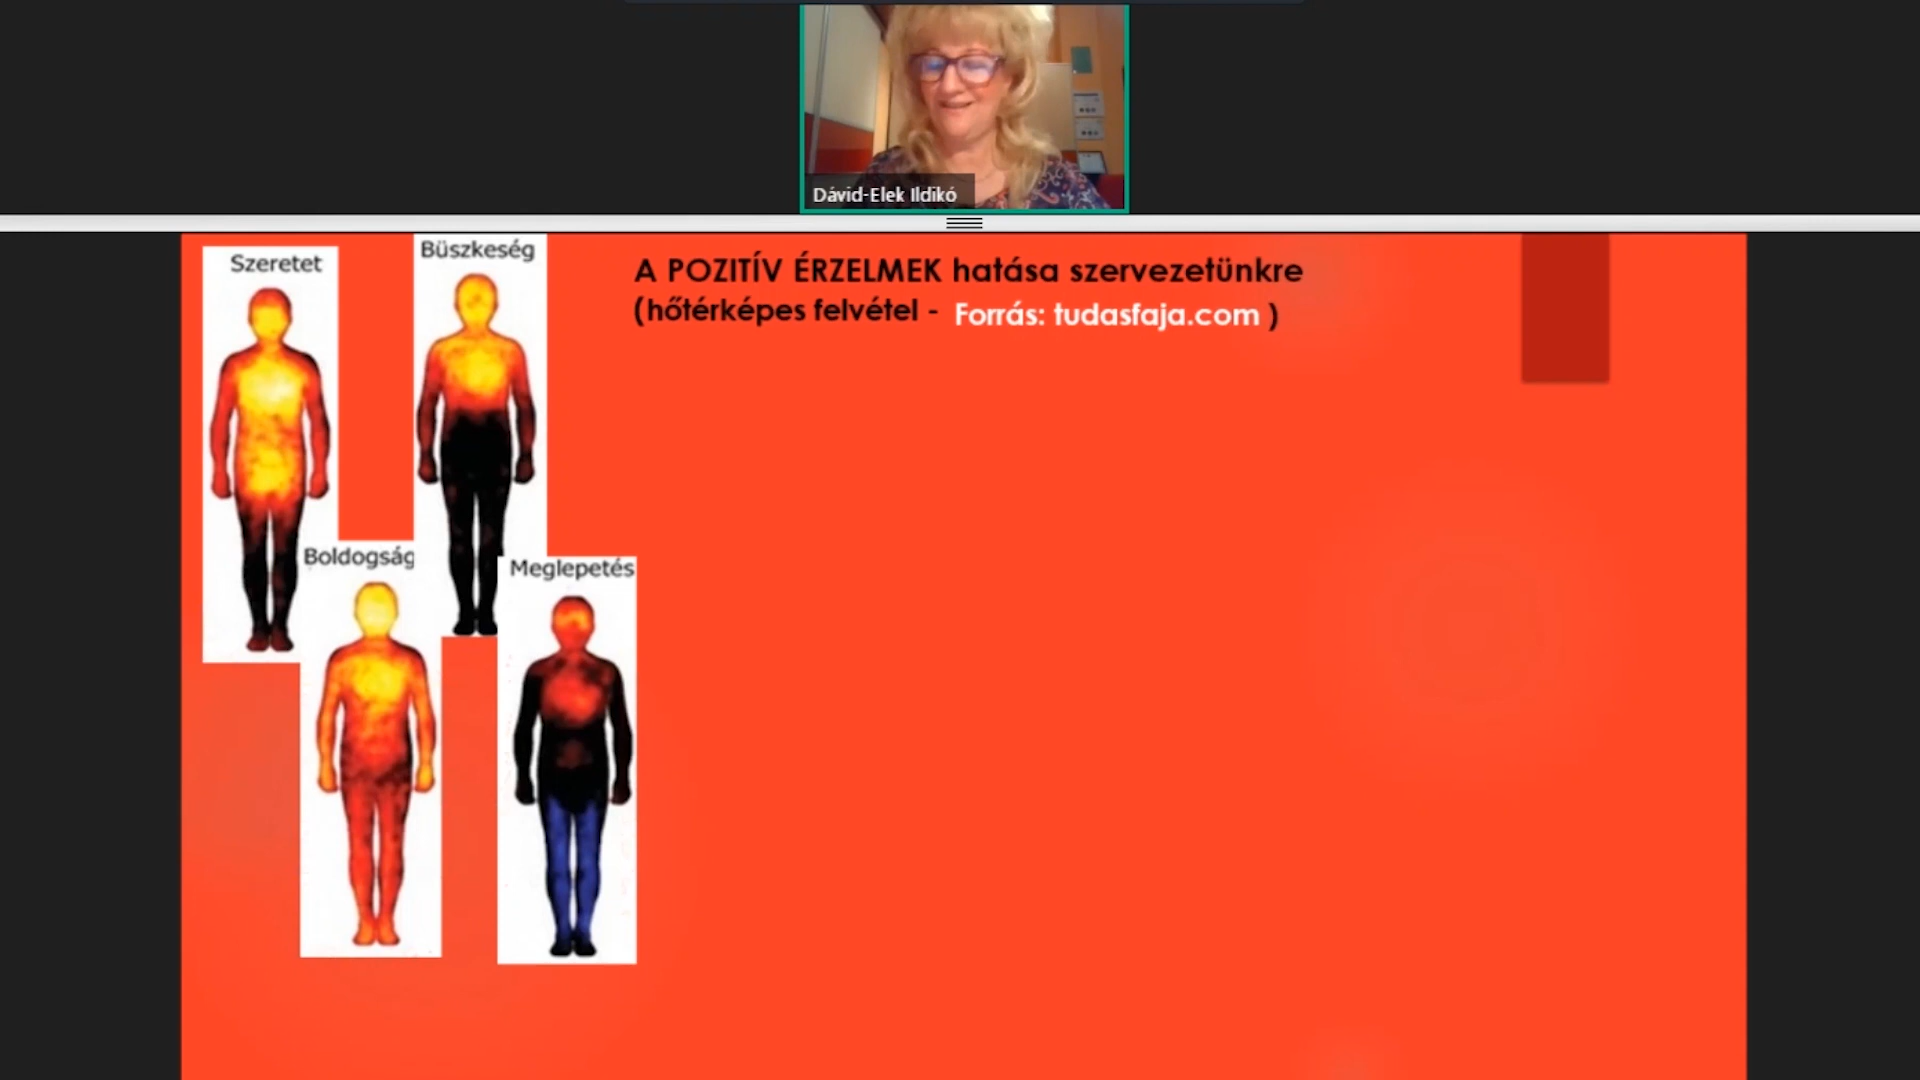 Dávid-Elek Ildikó
Szeretet
Büszkeség
A POZITÍV ÉRZELMEK hatása szervezetünkre
(hőtérképes felvétel - Forrás: tudasfaja.com )
Boldogság
Meglepetés